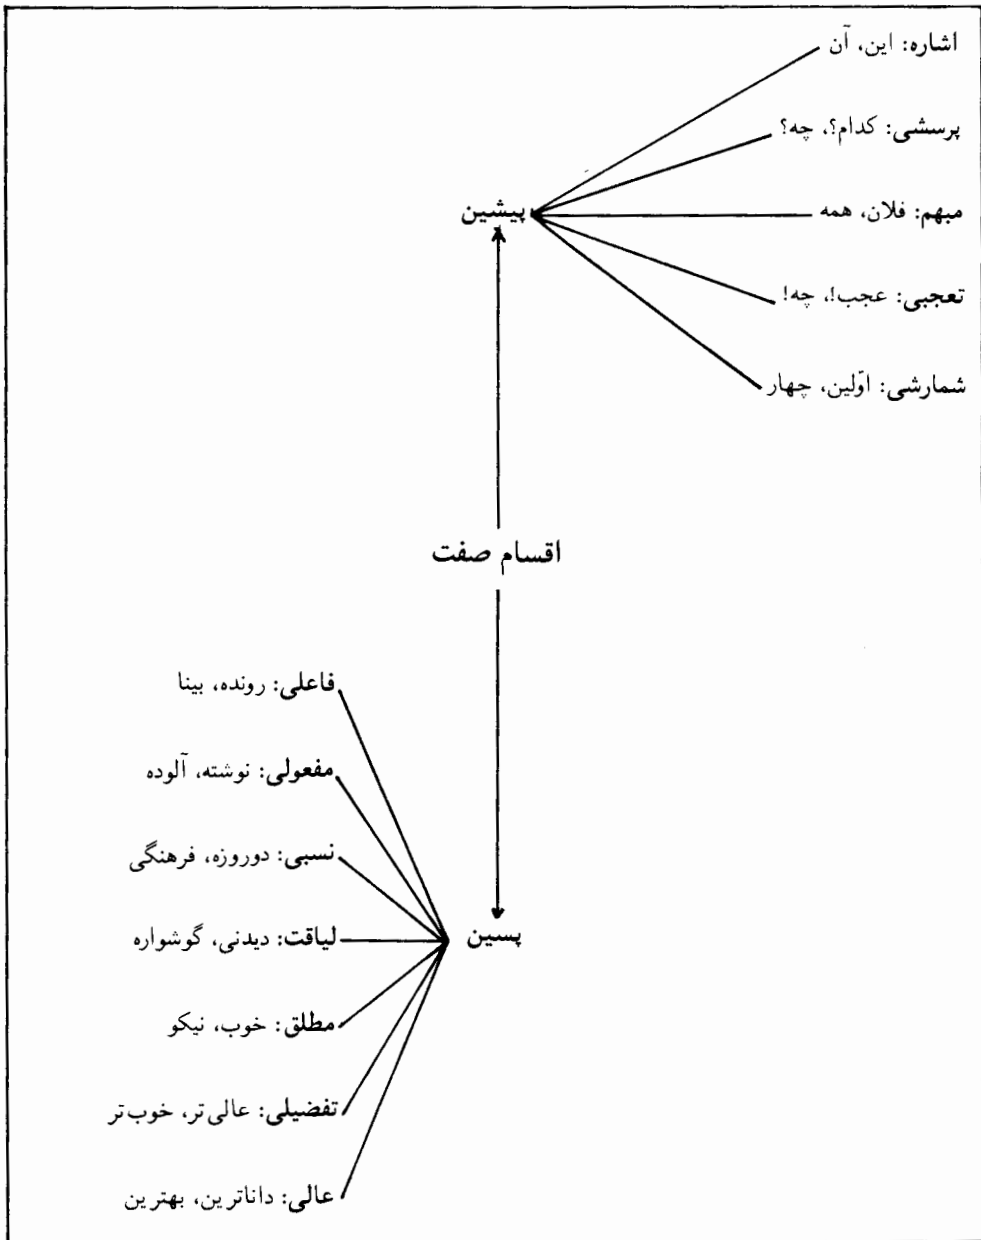 اشاره: این، آن
پرسشی: کدام؟، چه؟
مبهم: فلان، همه
پیشین
تعجبی: عجب!، چه!
شمارشی: اوّلین، چهار
اقسام صفت
فاعلی: رونده، بینا
مفعولی: نوشته، آلوده
نسبی: دوروزه، فرهنگی
پسین
لیاقت: دیدنی، گوشواره
مطلق: خوب، نیکو
تفضیلی: عالی‌تر، خوب‌تر
عالی: داناترین، بهترین